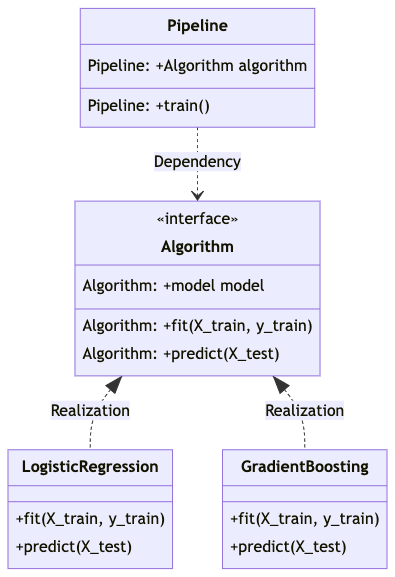 Pipeline
Pipeline: +Algorithm algorithm
Pipeline: +train()
Dependency
«interface»
Algorithm
Algorithm: +model model
Algorithm: +fit(X_train, y_train)
Algorithm: +predict(X_test)
Realization
Realization
LogisticRegression
+fit(X_train, y_train)
+predict(X_test)
GradientBoosting
+fit(X_train, y_train)
+predict(X_test)